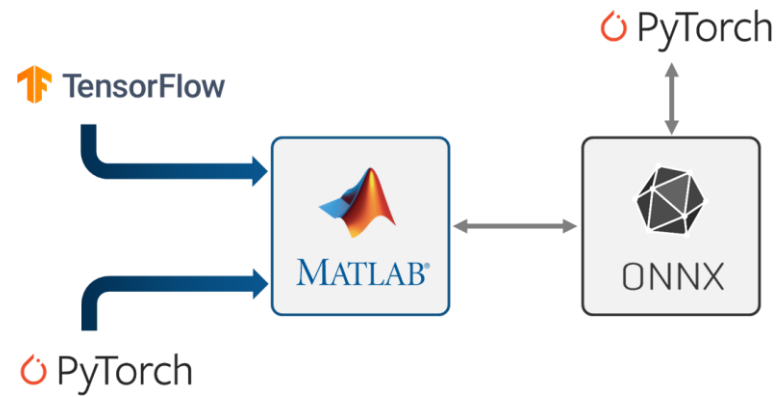 PyTorch
TensorFlow
MATLAB®
ONNX
PyTorch